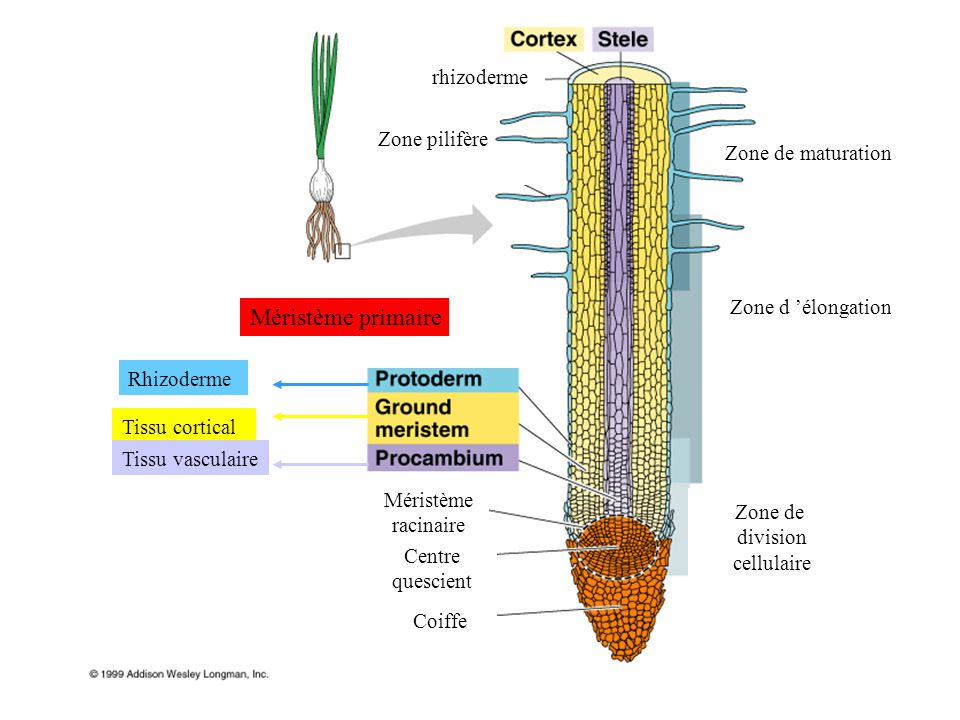 Cortex Stele
rhizoderme
Zone pilifère
Zone de maturation
Zone d ’élongation
Méristème primaire
Rhizoderme
Protoderm
Tissu cortical
Ground
meristem
Tissu vasculaire
Procambium
Méristème
racinaire
Zone de
division
cellulaire
Centre
quescient
Coiffe
© 1999 Addison Wesley Longman, Inc.